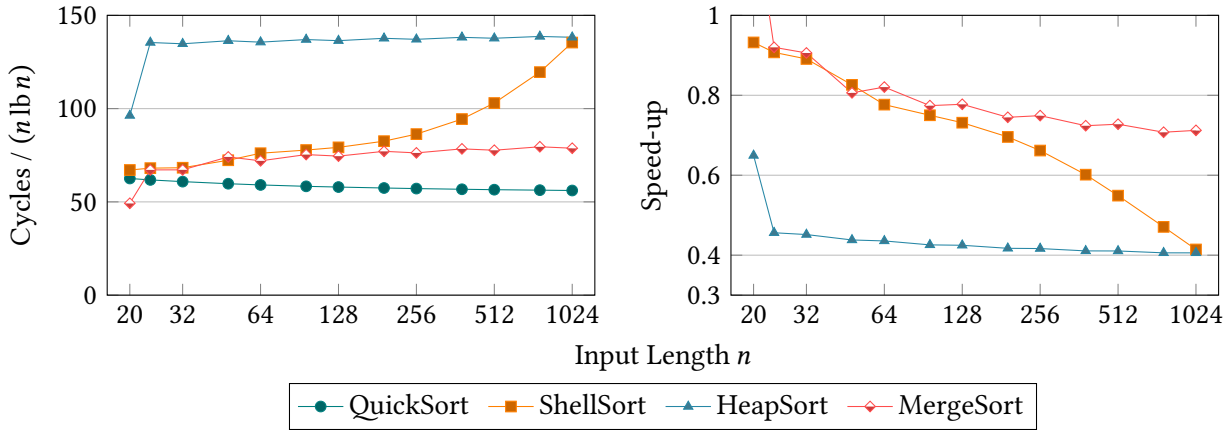 150
100
50
0
Cycles / (n lb n)
20 32 64 128 256 512 1024
1
0.8
0.6
0.4
0.3
Speed-up
20 32 64 128 256 512 1024
Input Length n
QuickSort ShellSort HeapSort MergeSort